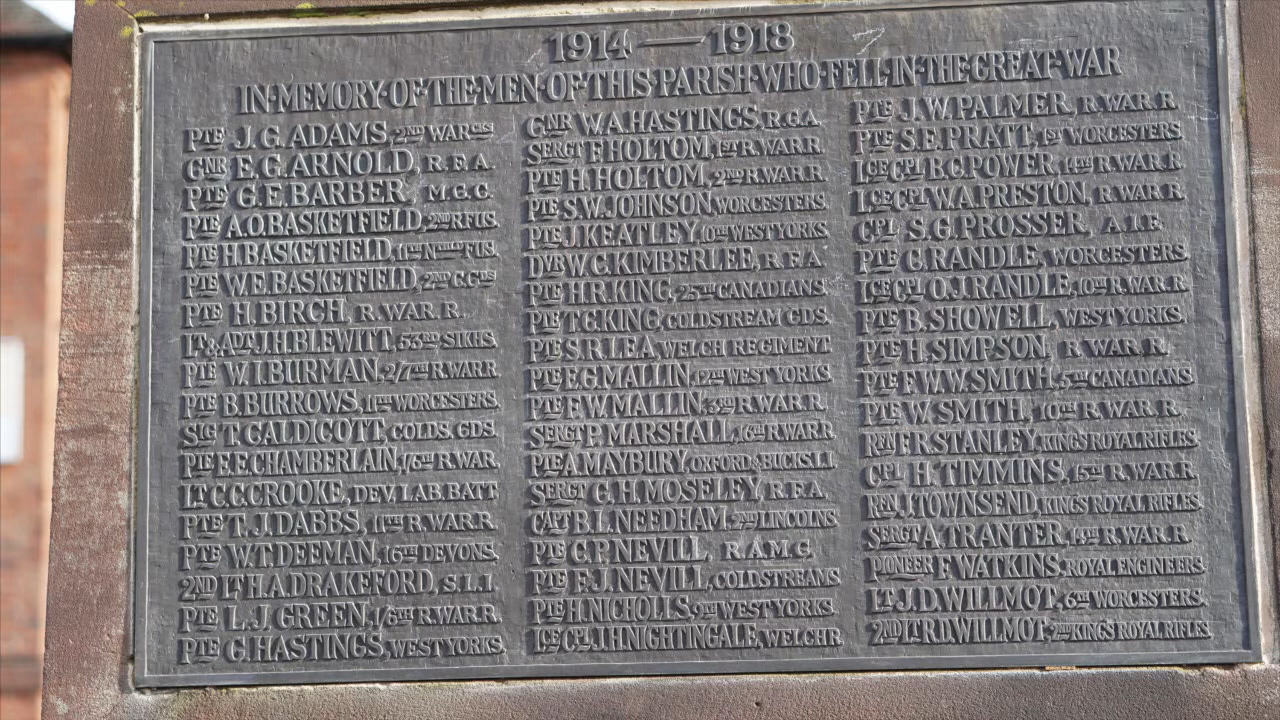 1914 — 1918
IN·MEMORY·OF·THE·MEN·OF·THIS·PARISH·WHO·FELL·IN·THE·GREAT·WAR
PTE J. G. ADAMS, 2ND WARCKS
GNR E. G. ARNOLD, R.F.A.
PTE G. E. BARBER, M.G.C.
PTE A. O. BASKETFIELD, 2ND R.FUS.
PTE H. BASKETFIELD, FUS.
PTE W. E. BASKETFIELD, 2ND C.GDS
PTE H. BIRCH, R. WAR. R.
LT & ADT J. H. BLEWITT, 53RD SIKHS.
PTE W. I. BURMAN, 2/7TH R.WAR.R.
PTE B. BURROWS, WORCESTERS.
SIG T. CALDICOTT, COLDS. GDS.
PTE E. E. CHAMBERLAIN, 1/6TH R.WAR.
LT C. C. CROOKE, DEV. LAB. BATT
PTE T. J. DABBS, 11TH R. WAR. R.
PTE W. T. DEEMAN, 16TH DEVONS.
2ND LT H. A. DRAKEFORD, S.L.I.
PTE L. J. GREEN, 1/6TH R.WAR.R.
PTE G. HASTINGS, WEST YORKS.
GNR W. A. HASTINGS, R.G.A.
SERGT F. HOLTOM, 1ST R. WAR R.
PTE H. HOLTOM, 2ND R. WAR R.
PTE S. W. JOHNSON, WORCESTERS.
PTE J. KEATLEY, 10TH WEST YORKS.
DVR W. C. KIMBERLEE, R.F.A.
PTE H. R. KING, 25TH CANADIANS.
PTE T. G. KING, COLDSTREAM GDS.
PTE S. R. LEA, WELCH REGIMENT.
PTE E. G. MALLIN, 12TH WEST YORKS.
PTE F. W. MALLIN, 3RD R. WAR R.
SERGT P. MARSHALL, 16TH R. WAR R.
PTE A. MAYBURY, OXFORD & BUCKS L.I.
SERGT G. H. MOSELEY, R.F.A.
CAPT B. I. NEEDHAM, 2ND LINCOLNS
PTE C. P. NEVILL, R.A.M.C.
PTE F. J. NEVILL, COLDSTREAMS
PTE H. NICHOLLS, 9TH WEST YORKS.
LCE CPL J. H. NIGHTINGALE, WELCH R.
PTE J. W. PALMER, R. WAR R.
PTE S. E. PRATT, 1ST WORCESTERS.
LCE CPL B. G. POWER, 14TH R. WAR R.
LCE CPL W. A. PRESTON, R. WAR R.
CPL S. G. PROSSER, A.I.F.
PTE C. RANDLE, WORCESTERS.
LCE CPL O. J. RANDLE, 10TH R. WAR R.
PTE B. SHOWELL, WEST YORKS.
PTE H. SIMPSON, R. WAR R.
PTE F. W. W. SMITH, 5TH CANADIANS.
PTE W. SMITH, 10TH R. WAR R.
RFN F. R. STANLEY, KINGS ROYAL RIFLES.
CPL H. TIMMINS, 15TH R. WAR R.
RFN J. TOWNSEND, KINGS ROYAL RIFLES.
SERGT A. TRANTER, 14TH R. WAR R.
PIONEER F. WATKINS, ROYAL ENGINEERS.
LT J. D. WILLMOT, 6TH WORCESTERS.
2ND LT R. D. WILLMOT, 2ND KINGS ROYAL RIFLES.